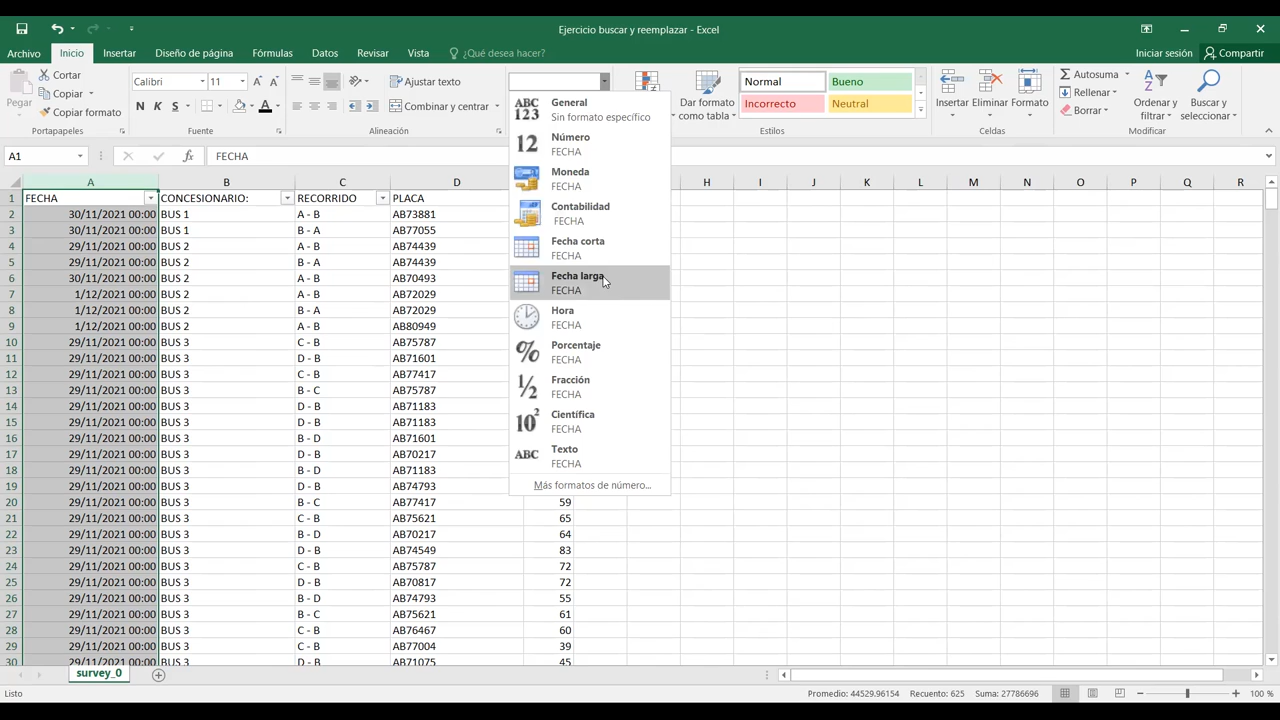 Ejercicio buscar y reemplazar - Excel
Archivo Inicio Insertar Diseño de página Fórmulas Datos Revisar Vista ¿Qué desea hacer? Iniciar sesión Compartir
Pegar
Cortar
Copiar
Copiar formato
Portapapeles
Calibri 11
N K S
Fuente
Ajustar texto
Combinar y centrar
Alineación
Dar formato
como tabla
Normal Bueno
Incorrecto Neutral
Estilos
Insertar Eliminar Formato
Celdas
Autosuma
Rellenar
Borrar
Ordenar y
filtrar
Buscar y
seleccionar
Modificar
ABC
123
General
Sin formato específico
12
Número
FECHA
Moneda
FECHA
Contabilidad
FECHA
Fecha corta
FECHA
Fecha larga
FECHA
Hora
FECHA
%
Porcentaje
FECHA
1/2
Fracción
FECHA
10²
Científica
FECHA
ABC
Texto
FECHA
Más formatos de número...
A1 fx FECHA
A B C D H I J K L M N O P Q R
1 FECHA CONCESIONARIO: RECORRIDO PLACA
2 30/11/2021 00:00 BUS 1 A - B AB73881
3 30/11/2021 00:00 BUS 1 B - A AB77055
4 29/11/2021 00:00 BUS 2 A - B AB74439
5 29/11/2021 00:00 BUS 2 B - A AB74439
6 30/11/2021 00:00 BUS 2 A - B AB70493
7 1/12/2021 00:00 BUS 2 A - B AB72029
8 1/12/2021 00:00 BUS 2 B - A AB72029
9 1/12/2021 00:00 BUS 2 A - B AB80949
10 29/11/2021 00:00 BUS 3 C - B AB75787
11 29/11/2021 00:00 BUS 3 D - B AB71601
12 29/11/2021 00:00 BUS 3 C - B AB77417
13 29/11/2021 00:00 BUS 3 B - C AB75787
14 29/11/2021 00:00 BUS 3 D - B AB71183
15 29/11/2021 00:00 BUS 3 D - B AB71183
16 29/11/2021 00:00 BUS 3 B - D AB71601
17 29/11/2021 00:00 BUS 3 B - D AB70217
18 29/11/2021 00:00 BUS 3 B - D AB71183
19 29/11/2021 00:00 BUS 3 D - B AB74793
20 29/11/2021 00:00 BUS 3 B - C AB77417 59
21 29/11/2021 00:00 BUS 3 C - B AB75621 65
22 29/11/2021 00:00 BUS 3 D - B AB70217 64
23 29/11/2021 00:00 BUS 3 D - B AB74549 83
24 29/11/2021 00:00 BUS 3 C - B AB75787 72
25 29/11/2021 00:00 BUS 3 D - B AB70817 72
26 29/11/2021 00:00 BUS 3 B - D AB74793 55
27 29/11/2021 00:00 BUS 3 B - C AB75621 61
28 29/11/2021 00:00 BUS 3 C - B AB76467 60
29 29/11/2021 00:00 BUS 3 C - B AB77004 39
30 29/11/2021 00:00 BUS 3 D - B AB71075 45
survey_0
Listo Promedio: 44529.96154 Recuento: 625 Suma: 27786696 100 %